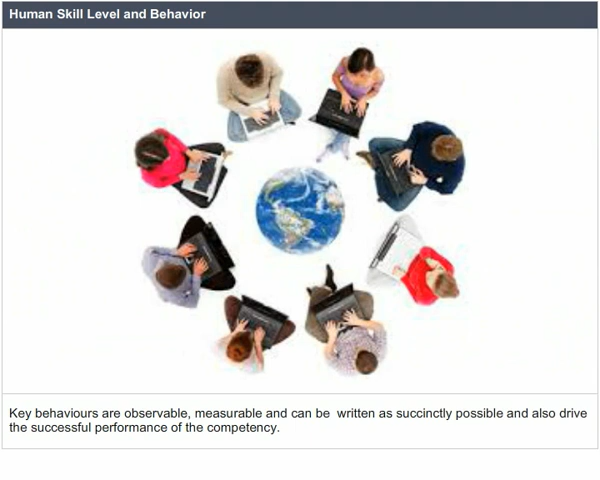 Human Skill Level and Behavior
Key behaviours are observable, measurable and can be  written as succinctly possible and also drive
the successful performance of the competency.